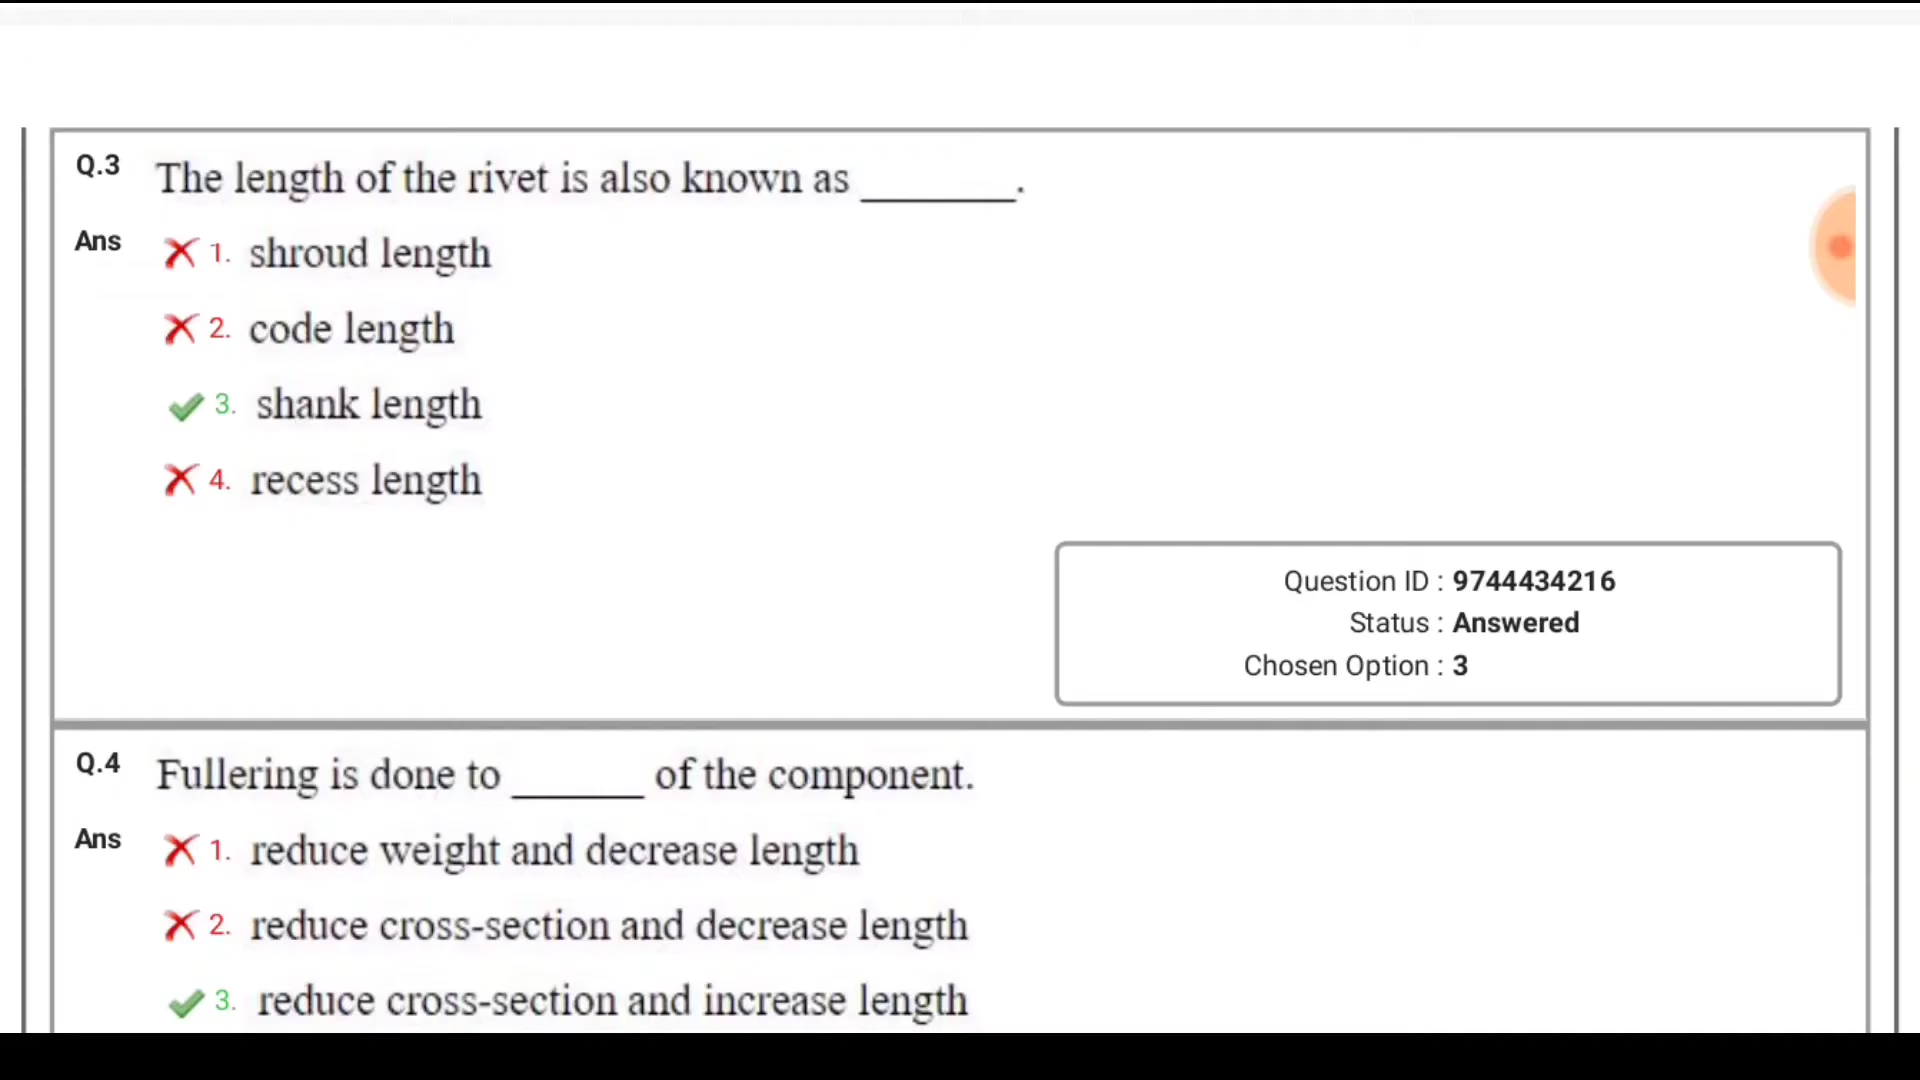 Q.3 The length of the rivet is also known as ________.
Ans 1. shroud length
2. code length
3. shank length
4. recess length
Question ID : 9744434216
Status : Answered
Chosen Option : 3
Q.4 Fullering is done to _______ of the component.
Ans 1. reduce weight and decrease length
2. reduce cross-section and decrease length
3. reduce cross-section and increase length